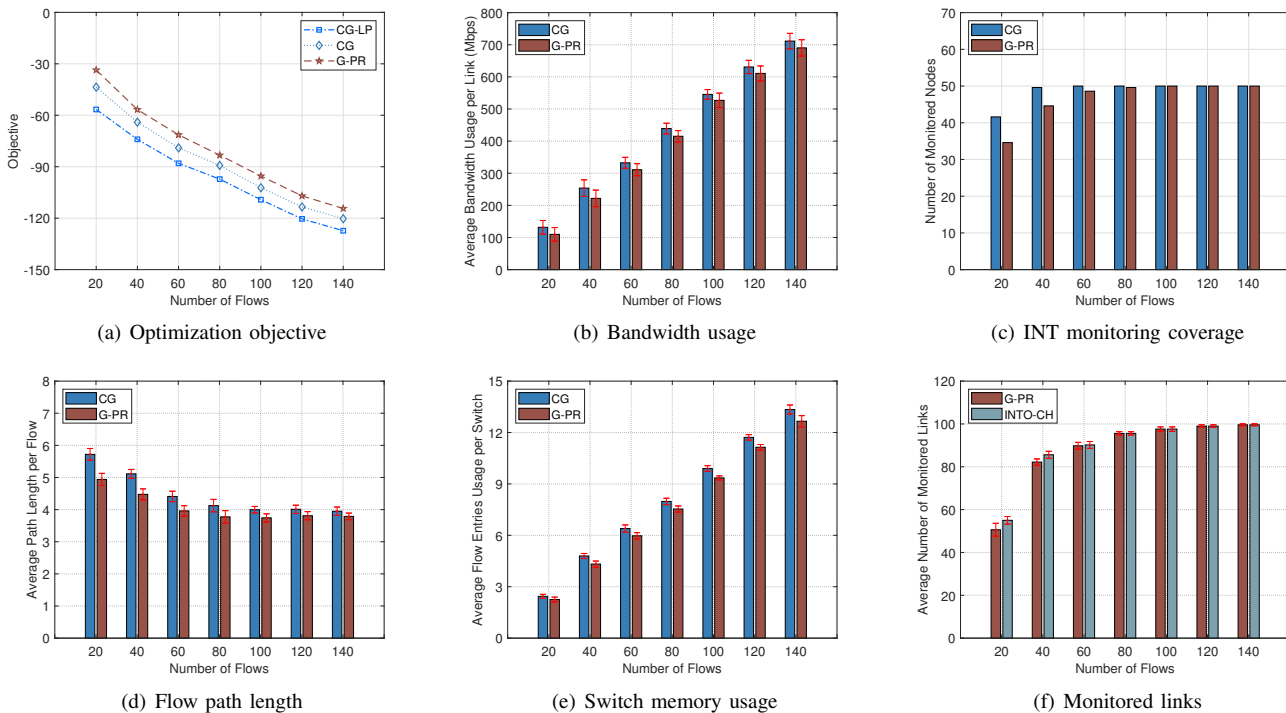 0
-30
-60
-90
-120
-150
Objective
CG-LP
CG
G-PR
20 40 60 80 100 120 140
Number of Flows
(a) Optimization objective
800
700
600
500
400
300
200
100
0
Average Bandwidth Usage per Link (Mbps)
CG
G-PR
20 40 60 80 100 120 140
Number of Flows
(b) Bandwidth usage
70
60
50
40
30
20
10
0
Number of Monitored Nodes
CG
G-PR
20 40 60 80 100 120 140
Number of Flows
(c) INT monitoring coverage
8
7
6
5
4
3
2
1
0
Average Path Length per Flow
CG
G-PR
20 40 60 80 100 120 140
Number of Flows
(d) Flow path length
15
12
9
6
3
0
Average Flow Entries Usage per Switch
CG
G-PR
20 40 60 80 100 120 140
Number of Flows
(e) Switch memory usage
120
100
80
60
40
20
0
Average Number of Monitored Links
G-PR
INTO-CH
20 40 60 80 100 120 140
Number of Flows
(f) Monitored links